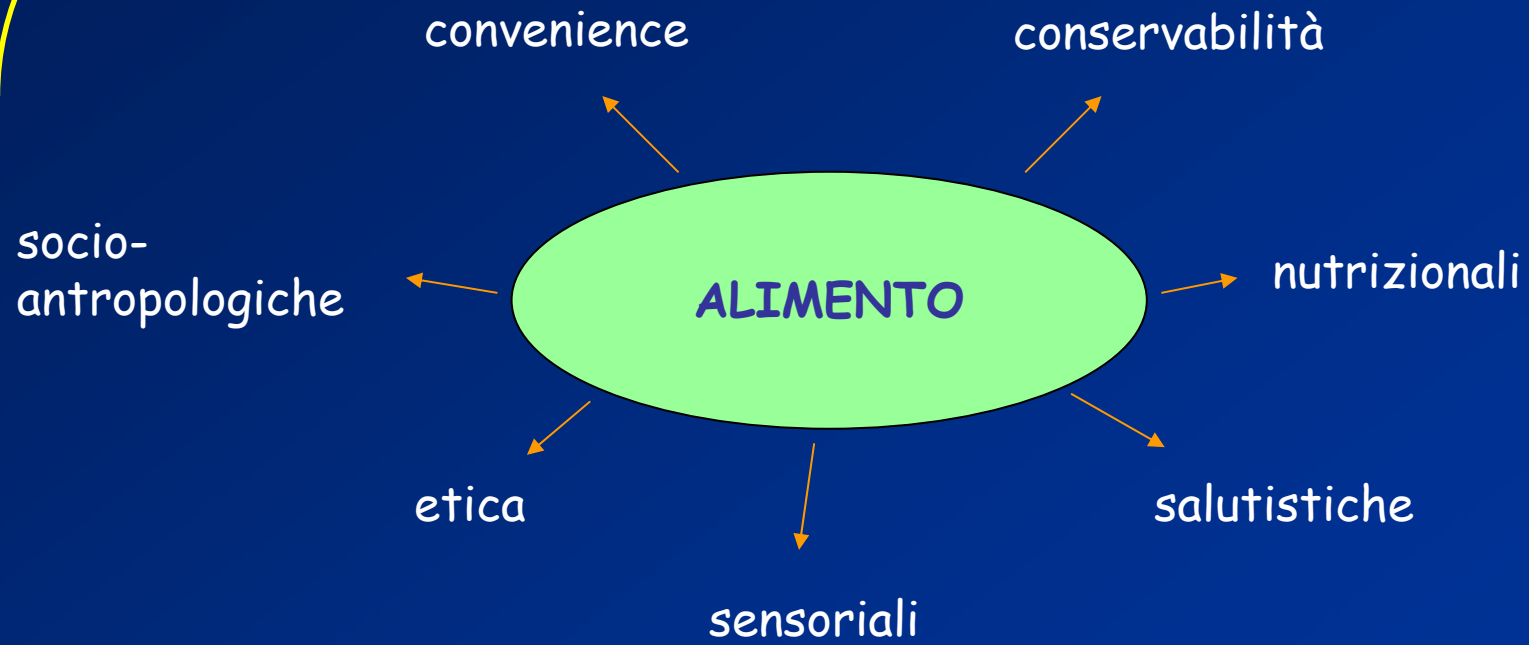 convenience
conservabilità
socio-
antropologiche
nutrizionali
ALIMENTO
etica
salutistiche
sensoriali